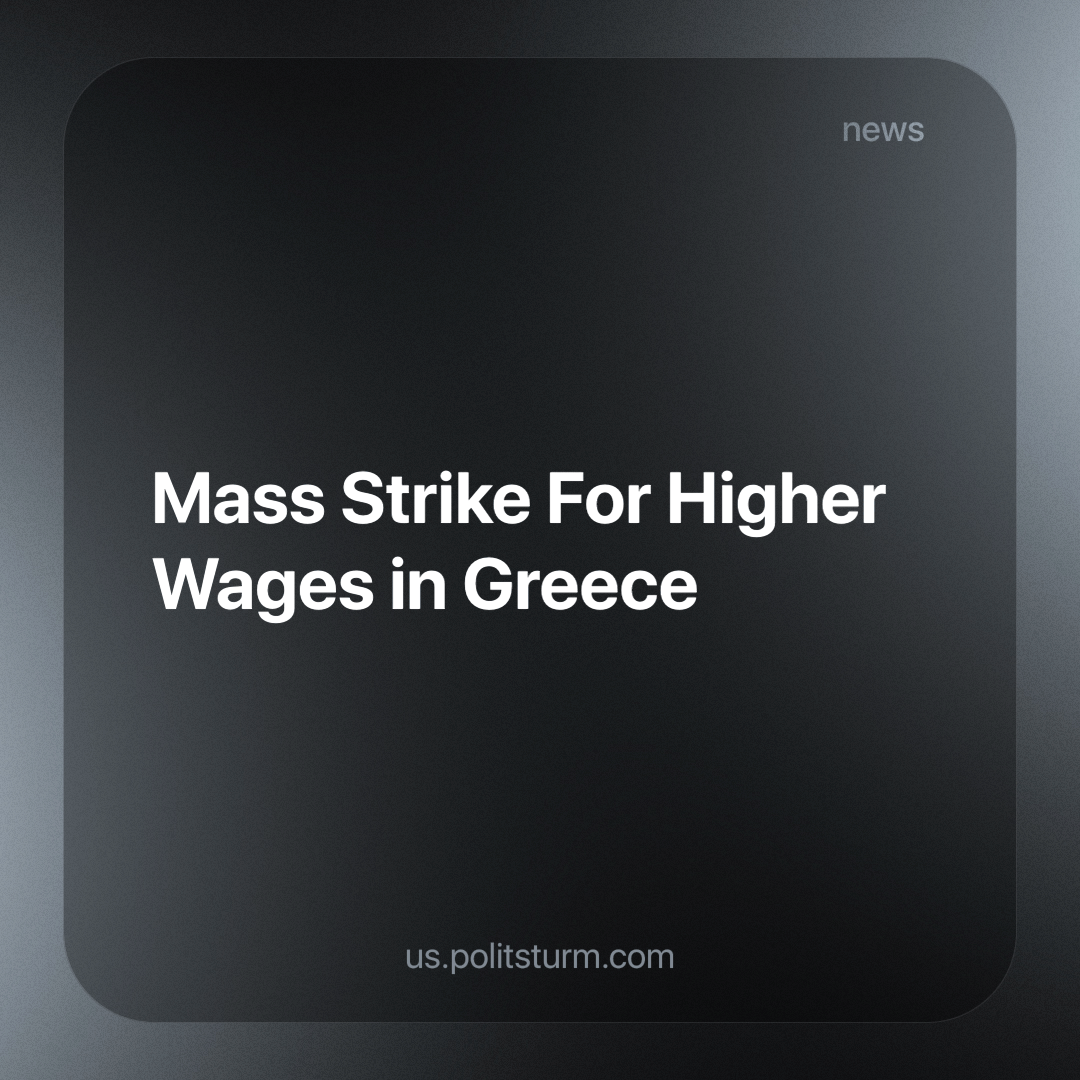 news
Mass Strike For Higher
Wages in Greece
us.politsturm.com